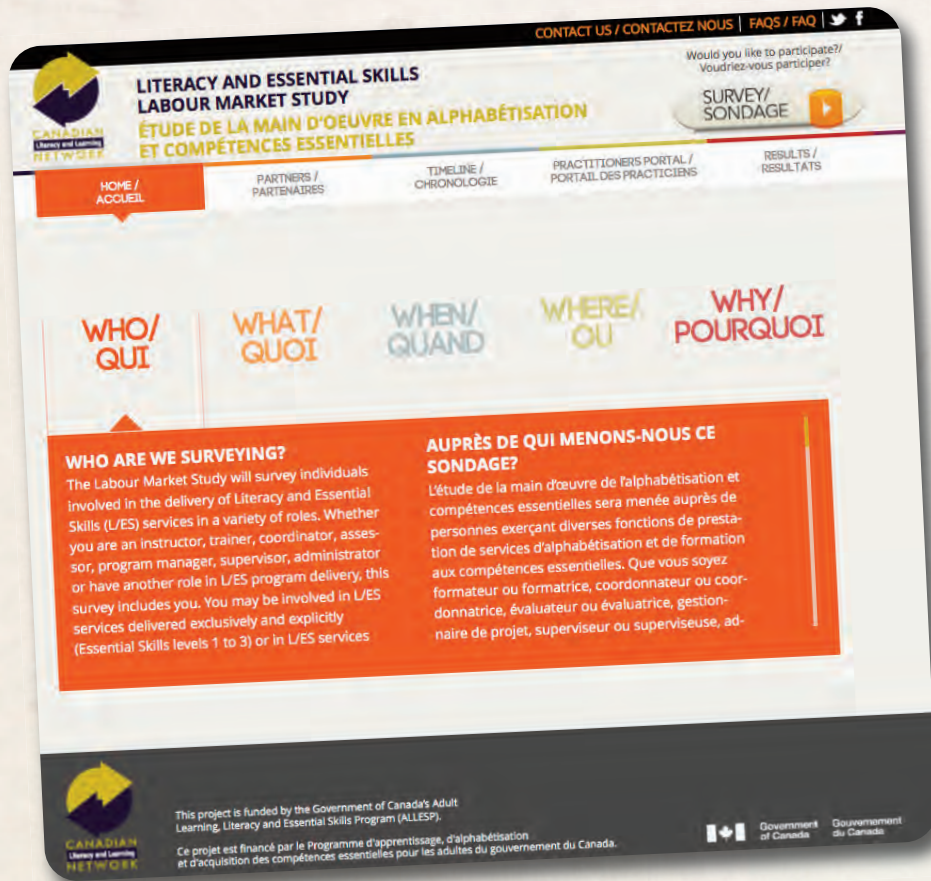 CONTACT US / CONTACTEZ NOUS | FAQS / FAQ |
CANADIAN
Literacy and Learning
NETWORK
LITERACY AND ESSENTIAL SKILLS
LABOUR MARKET STUDY
ÉTUDE DE LA MAIN D'OEUVRE EN ALPHABÉTISATION
ET COMPÉTENCES ESSENTIELLES
Would you like to participate?/
Voudriez-vous participer?
SURVEY/
SONDAGE
HOME /
ACCUEIL
PARTNERS /
PARTENAIRES
TIMELINE /
CHRONOLOGIE
PRACTITIONERS PORTAL /
PORTAIL DES PRACTICIENS
RESULTS /
RESULTATS
WHO/
QUI
WHAT/
QUOI
WHEN/
QUAND
WHERE/
OU
WHY/
POURQUOI
WHO ARE WE SURVEYING?
The Labour Market Study will survey individuals
involved in the delivery of Literacy and Essential
Skills (L/ES) services in a variety of roles. Whether
you are an instructor, trainer, coordinator, asses-
sor, program manager, supervisor, administrator
or have another role in L/ES program delivery, this
survey includes you. You may be involved in L/ES
services delivered exclusively and explicitly
(Essential Skills levels 1 to 3) or in L/ES services
AUPRÈS DE QUI MENONS-NOUS CE
SONDAGE?
L'étude de la main d'œuvre de l'alphabétisation et
compétences essentielles sera menée auprès de
personnes exerçant diverses fonctions de presta-
tion de services d'alphabétisation et de formation
aux compétences essentielles. Que vous soyez
formateur ou formatrice, coordonnateur ou coor-
donnatrice, évaluateur ou évaluatrice, gestion-
naire de projet, superviseur ou superviseuse, ad-
CANADIAN
Literacy and Learning
NETWORK
This project is funded by the Government of Canada's Adult
Learning, Literacy and Essential Skills Program (ALLESP).
Ce projet est financé par le Programme d'apprentissage, d'alphabétisation
et d'acquisition des compétences essentielles pour les adultes du gouvernement du Canada.
Government
of Canada
Gouvernement
du Canada